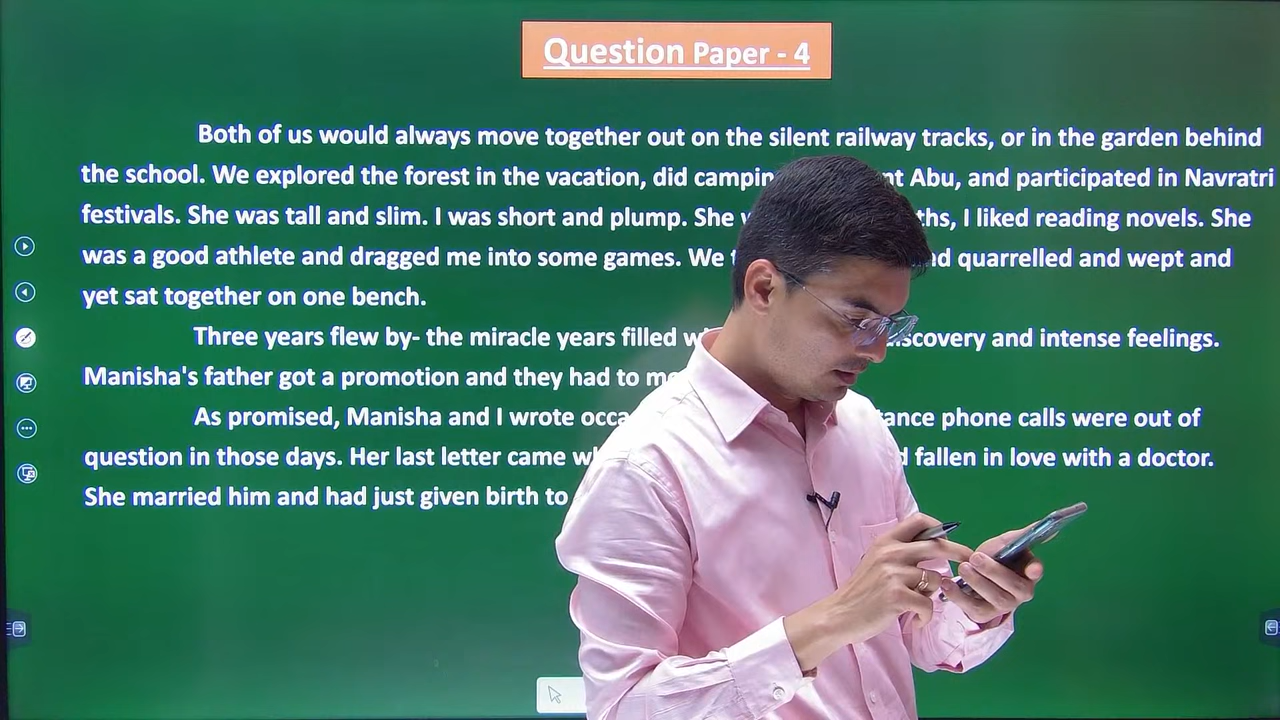 Question Paper - 4
Both of us would always move together out on the silent railway tracks, or in the garden behind
the school. We explored the forest in the vacation, did Abu, and participated in Navratri
festivals. She was tall and slim. I was short and plump. She I liked reading novels. She
was a good athlete and dragged me into some games. We quarrelled and wept and
yet sat together on one bench.
Three years flew by- the miracle years filled and intense feelings.
Manisha's father got a promotion and they had to
As promised, Manisha and I wrote phone calls were out of
question in those days. Her last letter came fallen in love with a doctor.
She married him and had just given birth to